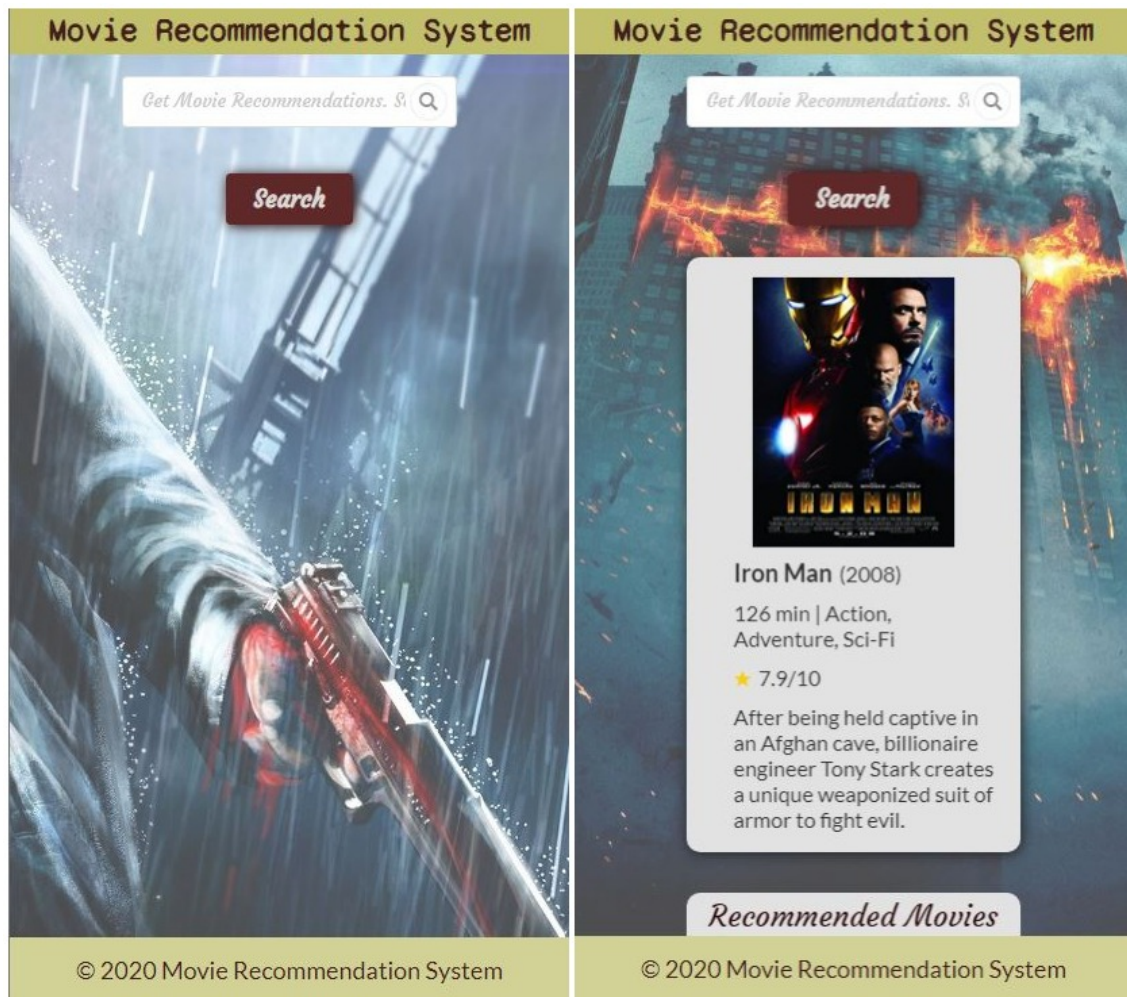 Movie Recommendation System
Get Movie Recommendations. S
Search
© 2020 Movie Recommendation System
Movie Recommendation System
Get Movie Recommendations. S
Search
IRON MAN
Iron Man (2008)
126 min | Action,
Adventure, Sci-Fi
★ 7.9/10
After being held captive in
an Afghan cave, billionaire
engineer Tony Stark creates
a unique weaponized suit of
armor to fight evil.
Recommended Movies
© 2020 Movie Recommendation System